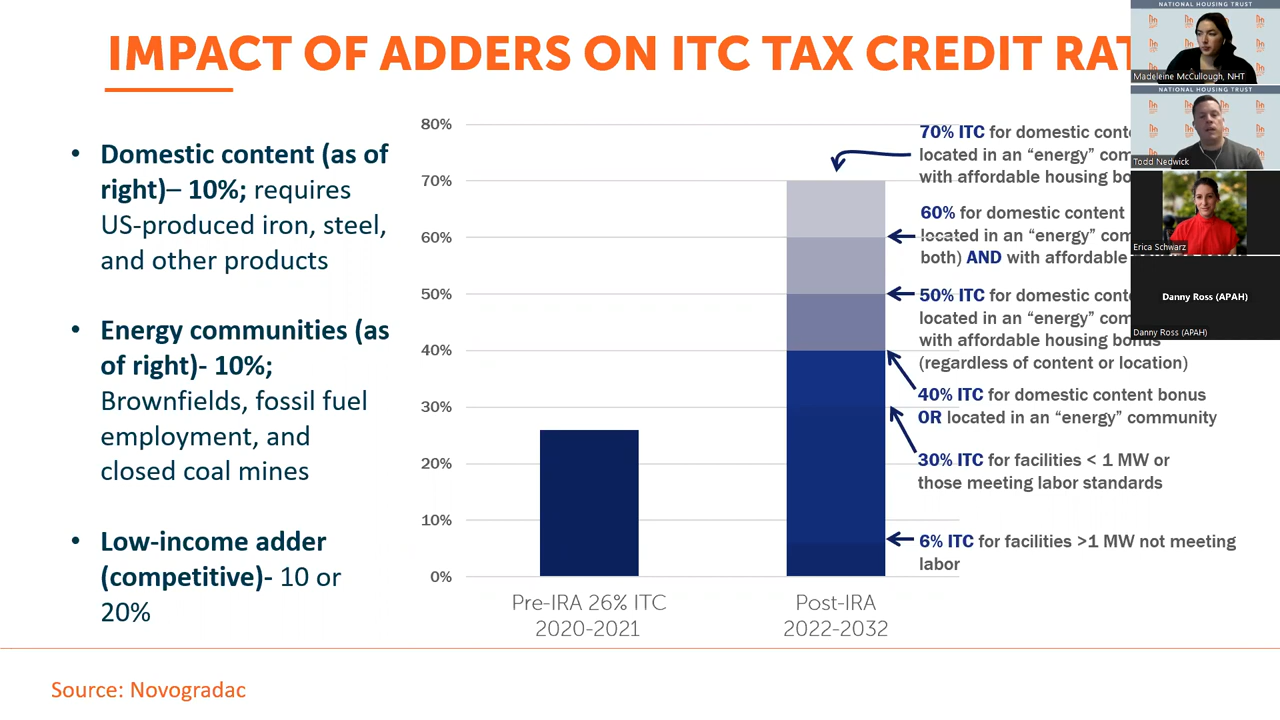 IMPACT OF ADDERS ON ITC TAX CREDIT
• Domestic content (as of
right)– 10%; requires
US-produced iron, steel,
and other products
• Energy communities (as
of right)- 10%;
Brownfields, fossil fuel
employment, and
closed coal mines
• Low-income adder
(competitive)- 10 or
20%
80%
70%
60%
50%
40%
30%
20%
10%
0%
Pre-IRA 26% ITC
2020-2021
Post-IRA
2022-2032
70% ITC for domestic
located in an “energy”
with affordable housing
60% for domestic content
located in an “energy”
both) AND with affordable
50% ITC for domestic
located in an “energy”
with affordable housing bonus
(regardless of content or location)
40% ITC for domestic content bonus
OR located in an “energy” community
30% ITC for facilities < 1 MW or
those meeting labor standards
6% ITC for facilities >1 MW not meeting
labor
Source: Novogradac
NATIONAL HOUSING TRUST
Madeleine McCullough, NHT
NATIONAL HOUSING TRUST
Todd Nedwick
Erica Schwarz
Danny Ross (APAH)
Danny Ross (APAH)